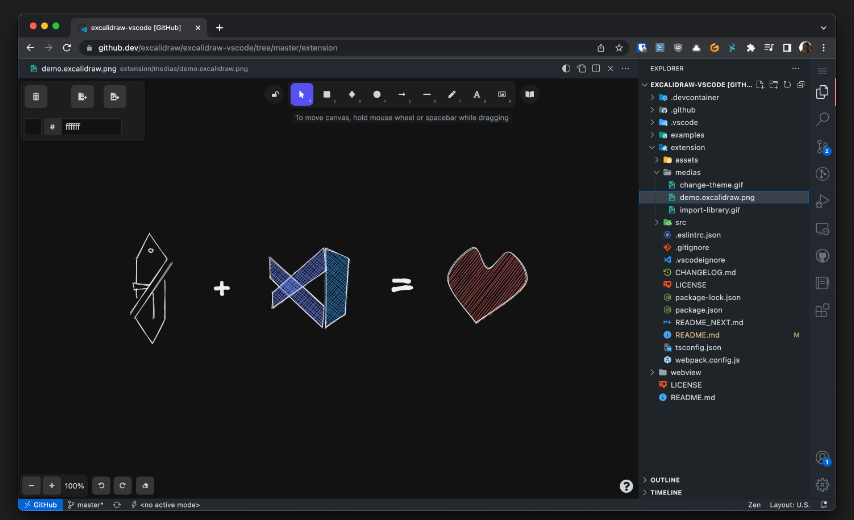 excalidraw-vscode [GitHub]
github.dev/excalidraw/excalidraw-vscode/tree/master/extension
demo.excalidraw.png extension/medias/demo.excalidraw.png
# ffffff
To move canvas, hold mouse wheel or spacebar while dragging
A
+ =
100%
?
EXPLORER
EXCALIDRAW-VSCODE [GITH...
.devcontainer
.github
.vscode
examples
extension
assets
medias
change-theme.gif
demo.excalidraw.png
import-library.gif
src
.eslintrc.json
.gitignore
.vscodeignore
CHANGELOG.md
LICENSE
package-lock.json
package.json
README_NEXT.md
README.md M
tsconfig.json
webpack.config.js
webview
LICENSE
README.md
OUTLINE
TIMELINE
2
1
GitHub master* <no active mode> Zen Layout: U.S.